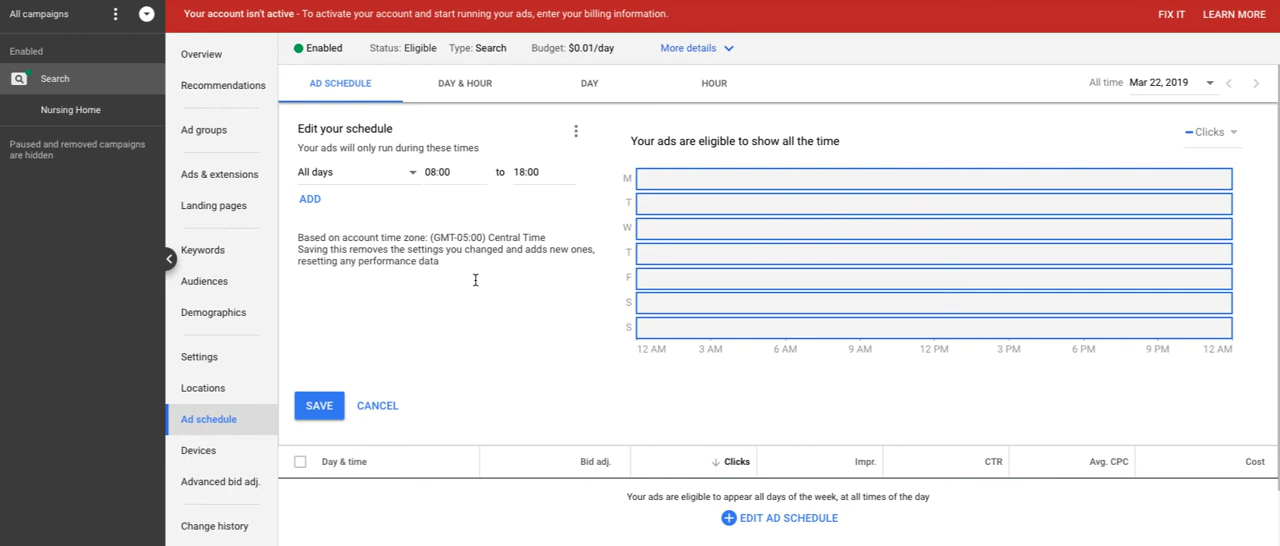 All campaigns
Your account isn't active - To activate your account and start running your ads, enter your billing information.
FIX IT
LEARN MORE
Enabled
Search
Nursing Home
Paused and removed campaigns
are hidden
Overview
Recommendations
Ad groups
Ads & extensions
Landing pages
Keywords
Audiences
Demographics
Settings
Locations
Ad schedule
Devices
Advanced bid adj.
Change history
Enabled
Status: Eligible
Type: Search
Budget: $0.01/day
More details
AD SCHEDULE
DAY & HOUR
DAY
HOUR
All time
Mar 22, 2019
Edit your schedule
Your ads will only run during these times
All days
08:00
to
18:00
ADD
Based on account time zone: (GMT-05:00) Central Time
Saving this removes the settings you changed and adds new ones,
resetting any performance data
SAVE
CANCEL
Your ads are eligible to show all the time
Clicks
M
T
W
T
F
S
S
12 AM
3 AM
6 AM
9 AM
12 PM
3 PM
6 PM
9 PM
12 AM
Day & time
Bid adj.
Clicks
Impr.
CTR
Avg. CPC
Cost
Your ads are eligible to appear all days of the week, at all times of the day
EDIT AD SCHEDULE